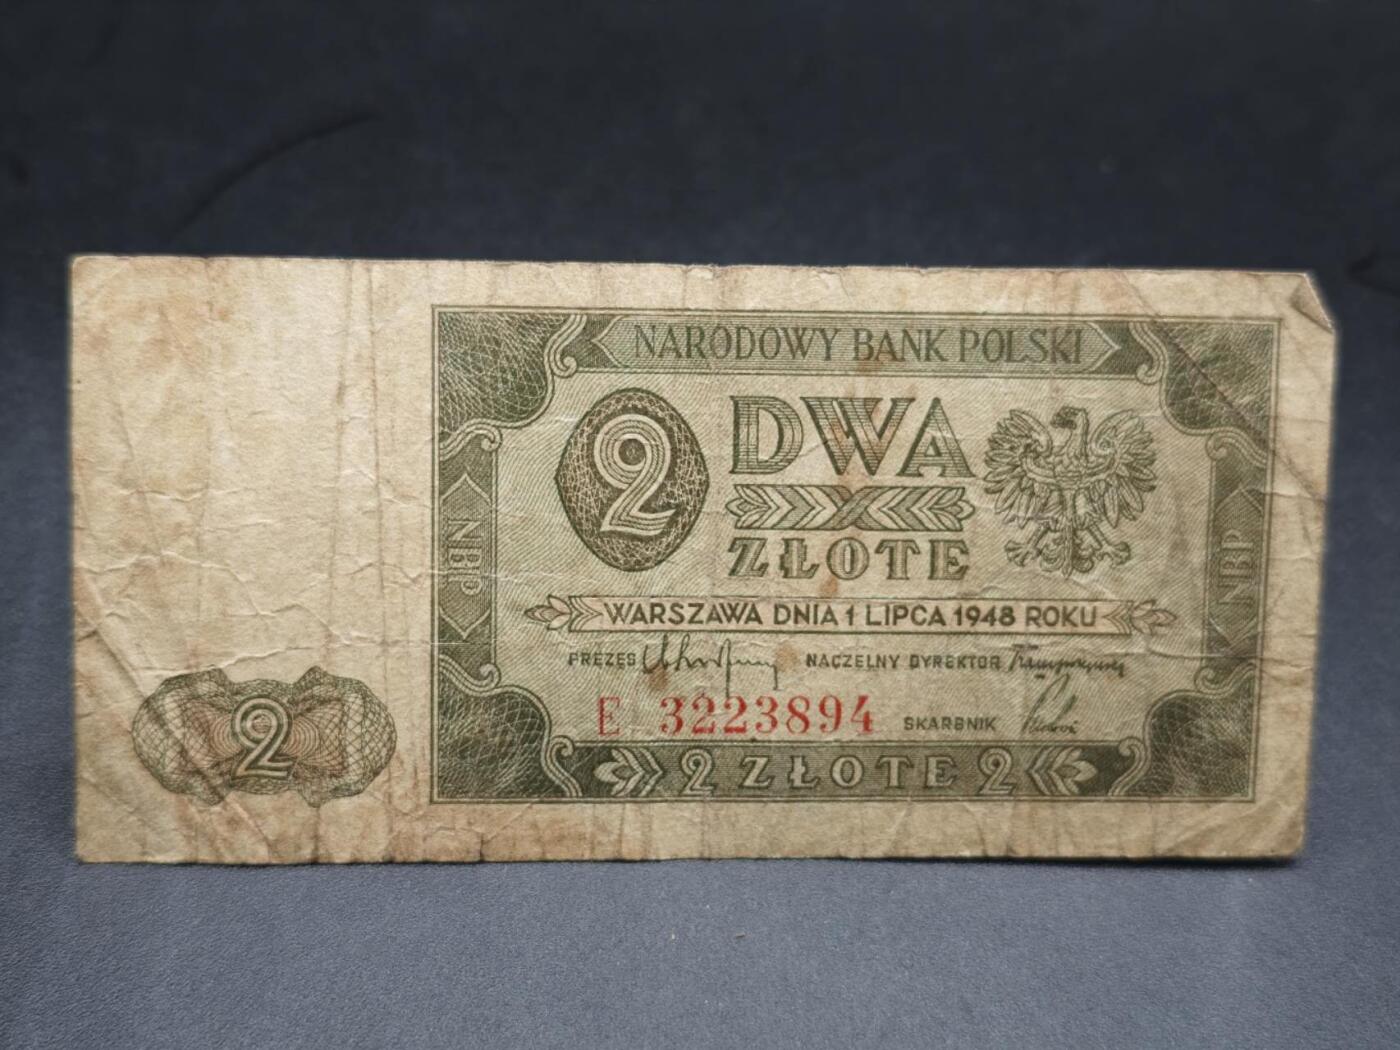 NARODOWY BANK POLSKI
2 DWA
ZŁOTE
NBP
NBP
WARSZAWA DNIA 1 LIPCA 1948 ROKU
PREZES NACZELNY DYREKTOR
E 3223894 SKARBNIK
2
2 ZŁOTE 2